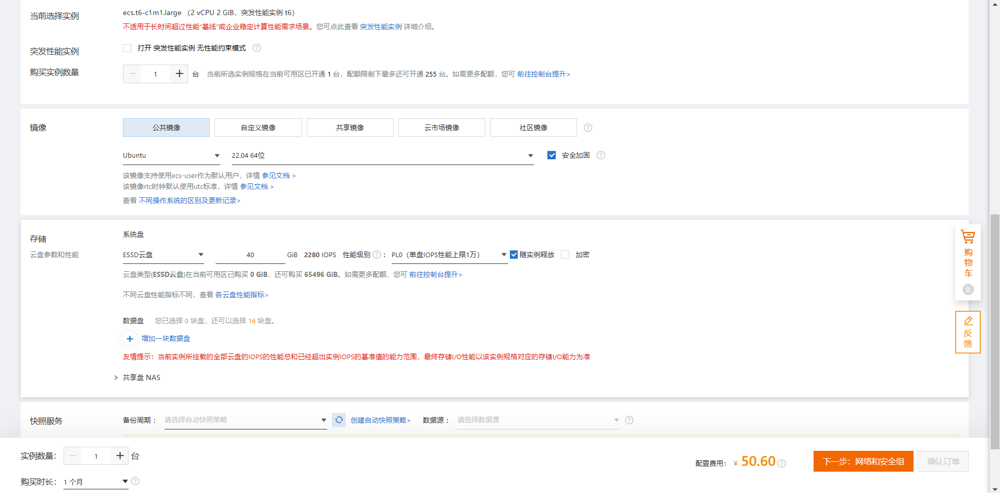 当前选择实例
ecs.t6-c1m1.large （2 vCPU 2 GiB，突发性能实例 t6）
不适用于长时间超过性能“基线”或企业稳定计算性能需求场景。您可点此查看 突发性能实例 详细介绍。
突发性能实例
打开 突发性能实例 无性能约束模式 ?
购买实例数量
− 1 + 台 当前所选实例规格在当前可用区已开通 1 台，配额限制下最多还可开通 255 台。如需更多配额，您可 前往控制台提升>
镜像
公共镜像 自定义镜像 共享镜像 云市场镜像 社区镜像 ?
Ubuntu 22.04 64位 安全加固 ?
该镜像支持使用ecs-user作为默认用户，详情 参见文档 >
该镜像rtc时钟默认使用utc标准，详情 参见文档 >
查看 不同操作系统的区别及更新记录>
存储
云盘参数和性能
系统盘
ESSD云盘 40 GiB 2280 IOPS 性能级别 ? ： PL0（单盘IOPS性能上限1万） 随实例释放 加密
云盘类型(ESSD云盘)在当前可用区已购买 0 GiB，还可购买 65496 GiB。如需更多配额，您可 前往控制台提升>
不同云盘性能指标不同，查看 各云盘性能指标>
数据盘 您已选择 0 块盘，还可以选择 16 块盘。
+ 增加一块数据盘
友情提示：当前实例所挂载的全部云盘的IOPS的性能总和已经超出实例IOPS的基准值的能力范围，最终存储I/O性能以该实例规格对应的存储I/O能力为准
> 共享盘 NAS
快照服务
备份周期： 请选择自动快照策略 创建自动快照策略> 数据源： 请选择数据源 ?
购物车
0
反馈
实例数量： − 1 + 台
购买时长： 1 个月 ?
配置费用： ¥ 50.60 ?
下一步：网络和安全组
确认订单